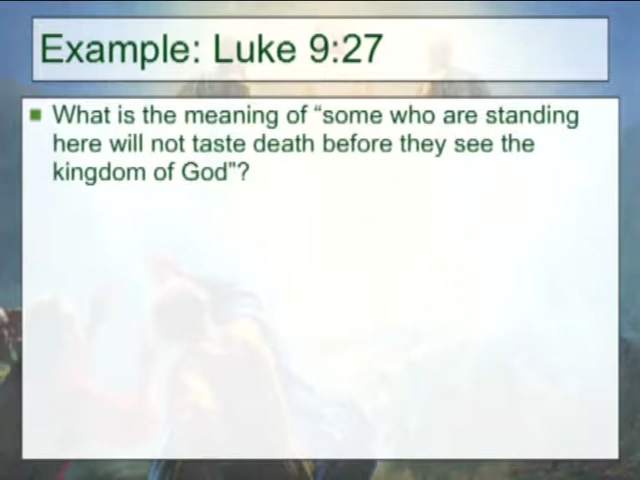 Example: Luke 9:27
What is the meaning of “some who are standing
here will not taste death before they see the
kingdom of God”?